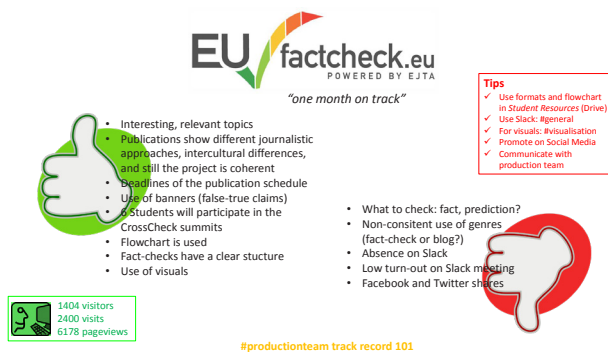 EU factcheck.eu
POWERED BY EJTA
"one month on track"
Tips
✓ Use formats and flowchart
in Student Resources (Drive)
✓ Use Slack: #general
✓ For visuals: #visualisation
✓ Promote on Social Media
✓ Communicate with
production team
• Interesting, relevant topics
• Publications show different journalistic
approaches, intercultural differences,
and still the project is coherent
• Deadlines of the publication schedule
• Use of banners (false-true claims)
• 6 Students will participate in the
CrossCheck summits
• Flowchart is used
• Fact-checks have a clear stucture
• Use of visuals
• What to check: fact, prediction?
• Non-consitent use of genres
(fact-check or blog?)
• Absence on Slack
• Low turn-out on Slack meeting
• Facebook and Twitter shares
1404 visitors
2400 visits
6178 pageviews
#productionteam track record 101